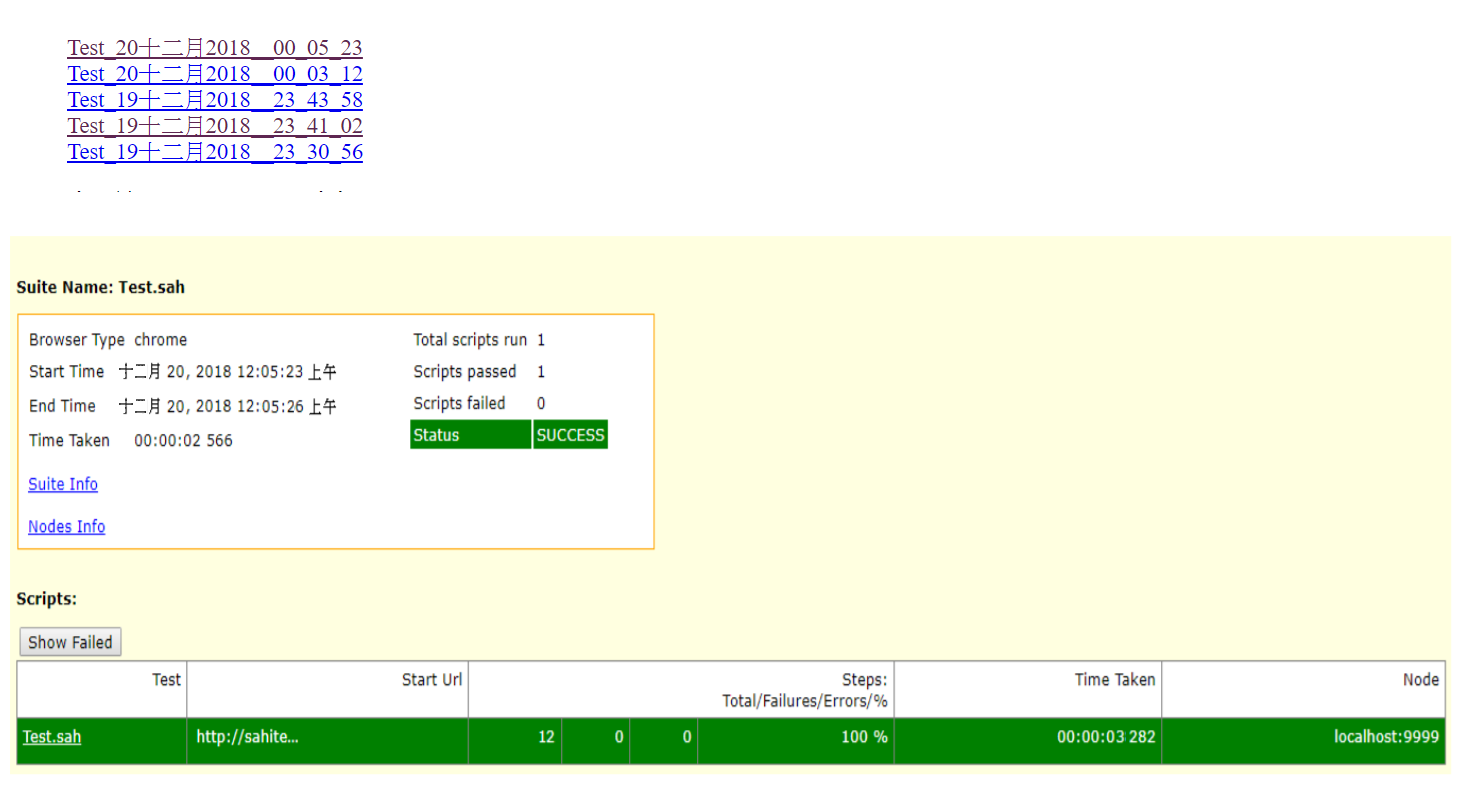 Test_20十二月2018__00_05_23
Test_20十二月2018__00_03_12
Test_19十二月2018__23_43_58
Test_19十二月2018__23_41_02
Test_19十二月2018__23_30_56
Suite Name: Test.sah
Browser Type chrome
Total scripts run 1
Start Time 十二月 20, 2018 12:05:23 上午
Scripts passed 1
End Time 十二月 20, 2018 12:05:26 上午
Scripts failed 0
Time Taken 00:00:02 566
Status SUCCESS
Suite Info
Nodes Info
Scripts:
Show Failed
Test Start Url Steps: Time Taken Node
Total/Failures/Errors/%
Test.sah http://sahite... 12 0 0 100 % 00:00:03 282 localhost:9999